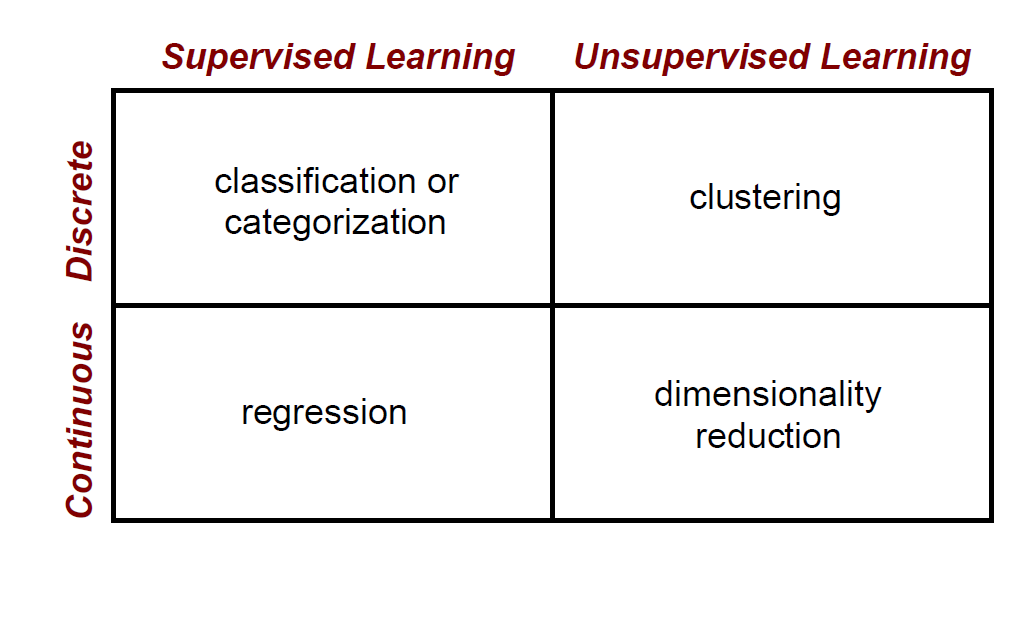 Supervised Learning
Unsupervised Learning
Discrete
classification or
categorization
clustering
Continuous
regression
dimensionality
reduction